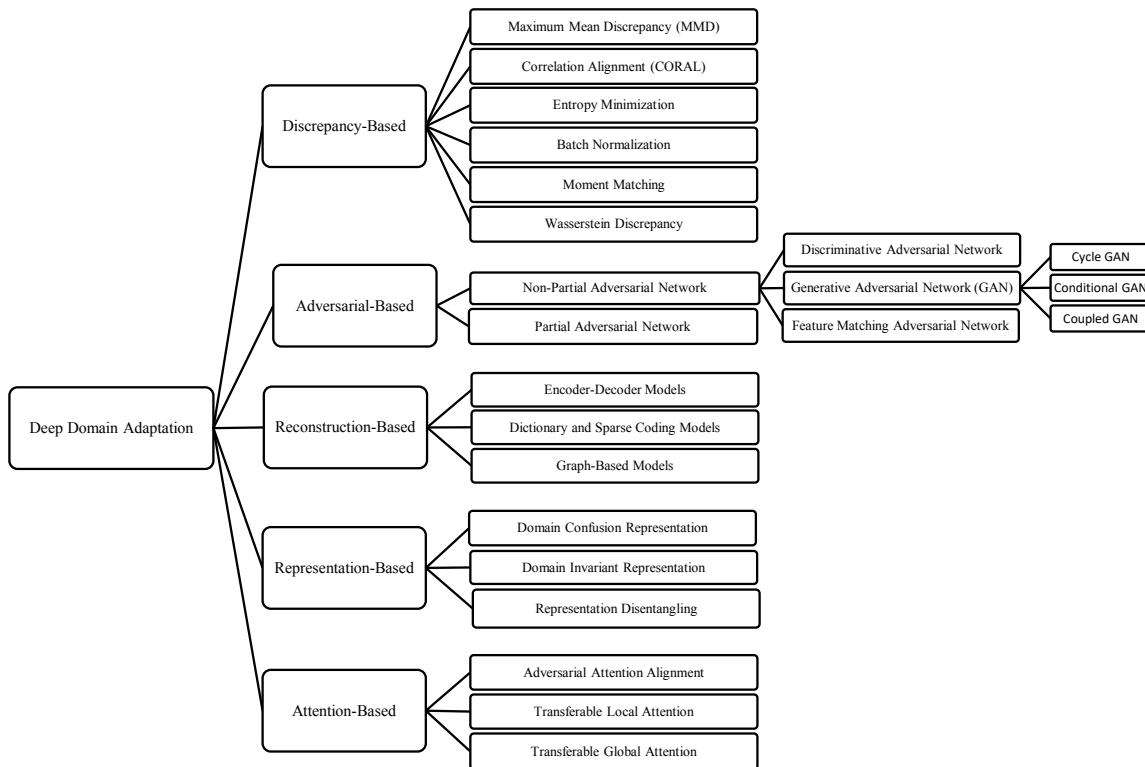 Deep Domain Adaptation
Discrepancy-Based
Maximum Mean Discrepancy (MMD)
Correlation Alignment (CORAL)
Entropy Minimization
Batch Normalization
Moment Matching
Wasserstein Discrepancy
Adversarial-Based
Non-Partial Adversarial Network
Discriminative Adversarial Network
Generative Adversarial Network (GAN)
Cycle GAN
Conditional GAN
Coupled GAN
Feature Matching Adversarial Network
Partial Adversarial Network
Reconstruction-Based
Encoder-Decoder Models
Dictionary and Sparse Coding Models
Graph-Based Models
Representation-Based
Domain Confusion Representation
Domain Invariant Representation
Representation Disentangling
Attention-Based
Adversarial Attention Alignment
Transferable Local Attention
Transferable Global Attention